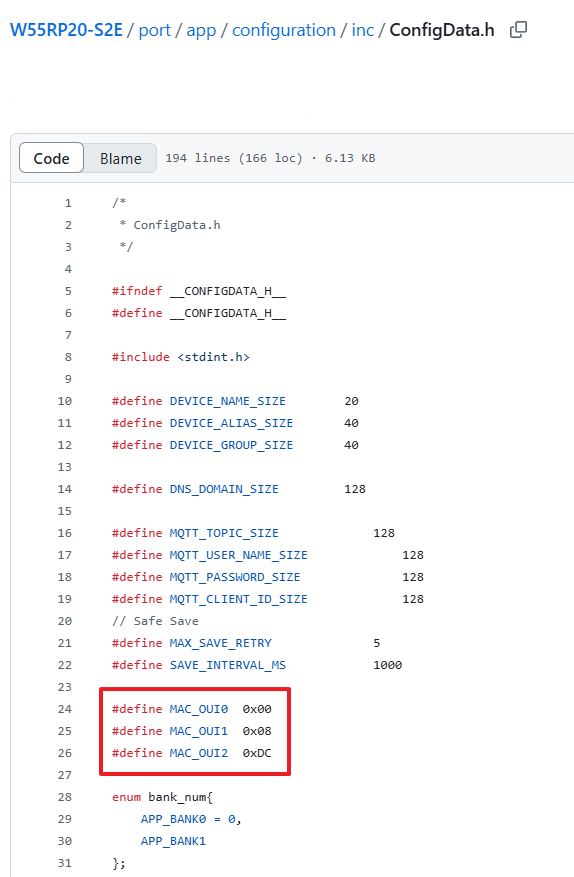 W55RP20-S2E / port / app / configuration / inc / ConfigData.h
Code Blame 194 lines (166 loc) · 6.13 KB
1 /*
2 * ConfigData.h
3 */
4
5 #ifndef __CONFIGDATA_H__
6 #define __CONFIGDATA_H__
7
8 #include <stdint.h>
9
10 #define DEVICE_NAME_SIZE 20
11 #define DEVICE_ALIAS_SIZE 40
12 #define DEVICE_GROUP_SIZE 40
13
14 #define DNS_DOMAIN_SIZE 128
15
16 #define MQTT_TOPIC_SIZE 128
17 #define MQTT_USER_NAME_SIZE 128
18 #define MQTT_PASSWORD_SIZE 128
19 #define MQTT_CLIENT_ID_SIZE 128
20 // Safe Save
21 #define MAX_SAVE_RETRY 5
22 #define SAVE_INTERVAL_MS 1000
23
24 #define MAC_OUI0 0x00
25 #define MAC_OUI1 0x08
26 #define MAC_OUI2 0xDC
27
28 enum bank_num{
29 APP_BANK0 = 0,
30 APP_BANK1
31 };